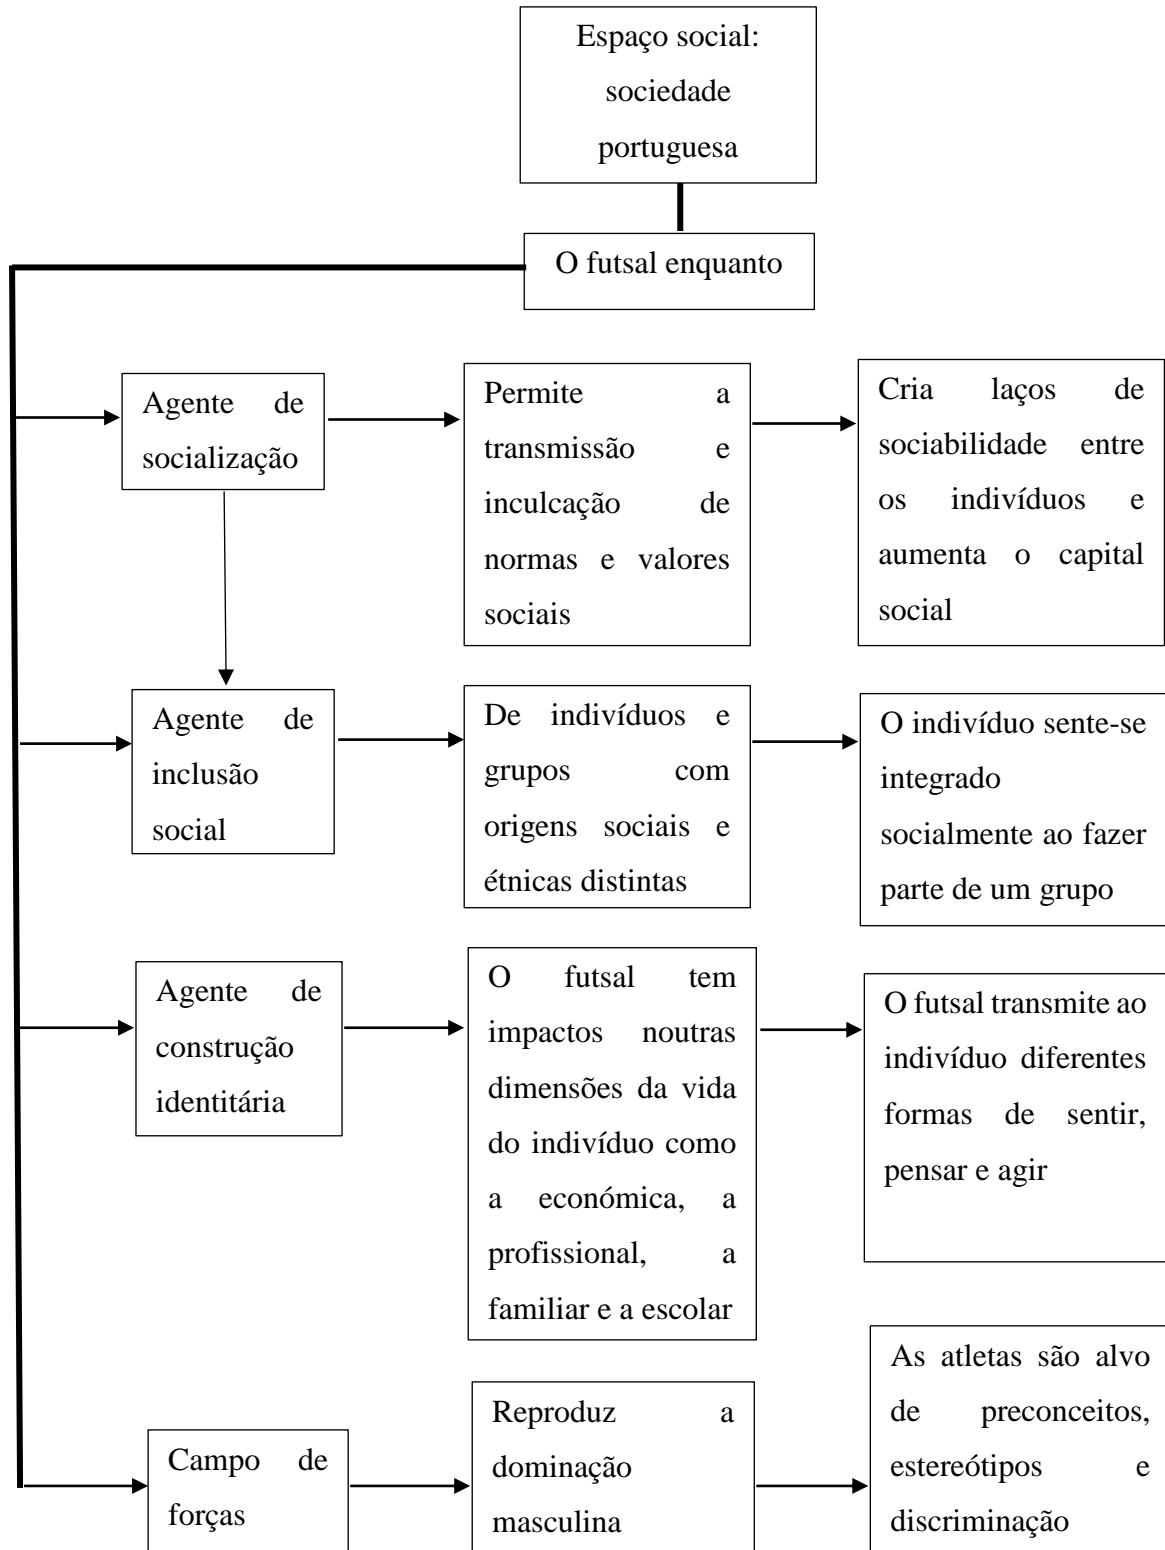 Espaço social:
sociedade
portuguesa
O futsal enquanto
Agente de
socialização
Permite a
transmissão e
inculcação de
normas e valores
sociais
Cria laços de
sociabilidade entre
os indivíduos e
aumenta o capital
social
Agente de
inclusão
social
De indivíduos e
grupos com
origens sociais e
étnicas distintas
O indivíduo sente-se
integrado
socialmente ao fazer
parte de um grupo
Agente de
construção
identitária
O futsal tem
impactos noutras
dimensões da vida
do indivíduo como
a económica, a
profissional, a
familiar e a escolar
O futsal transmite ao
indivíduo diferentes
formas de sentir,
pensar e agir
Campo de
forças
Reproduz a
dominação
masculina
As atletas são alvo
de preconceitos,
estereótipos e
discriminação